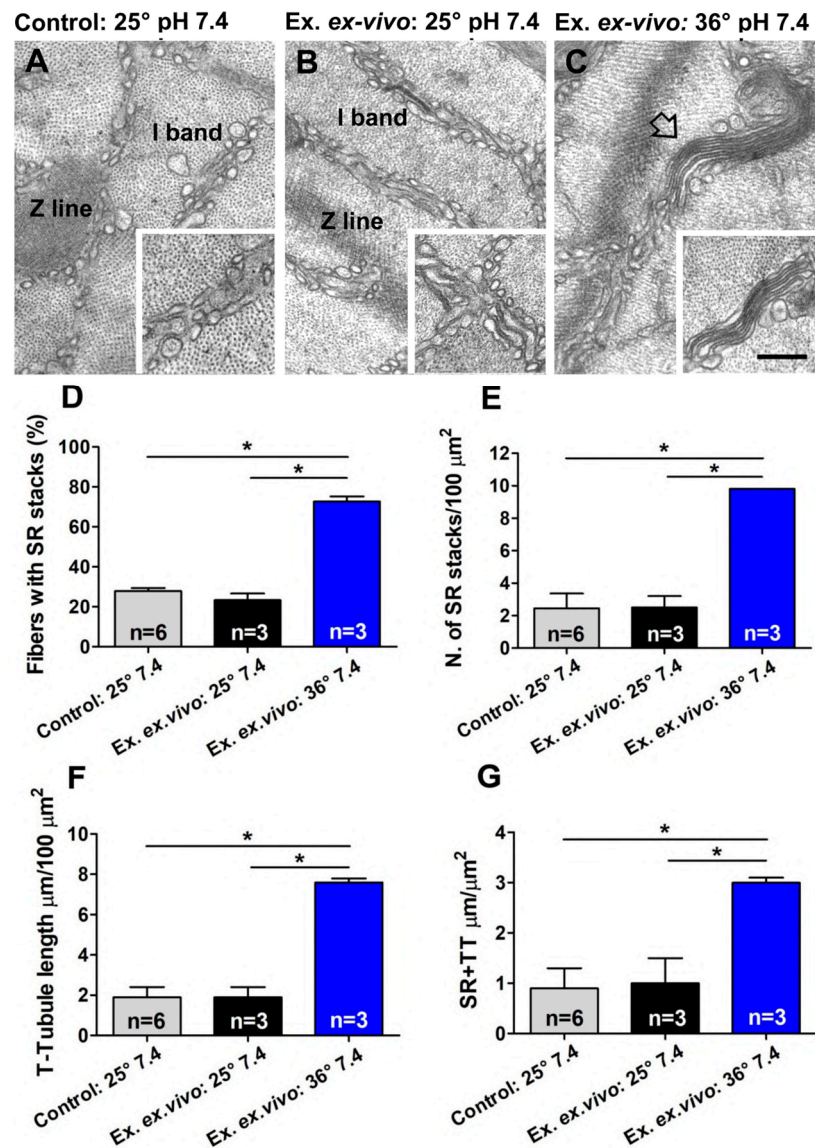 Control: 25° pH 7.4
Ex. ex-vivo: 25° pH 7.4
Ex. ex-vivo: 36° pH 7.4
A
I band
Z line
B
I band
Z line
C
D
Fibers with SR stacks (%)
100
80
60
40
20
0
*
*
n=6
n=3
n=3
Control: 25° 7.4
Ex. ex.vivo: 25° 7.4
Ex. ex.vivo: 36° 7.4
E
N. of SR stacks/100 μm²
12
10
8
6
4
2
0
*
*
n=6
n=3
n=3
Control: 25° 7.4
Ex. ex.vivo: 25° 7.4
Ex. ex.vivo: 36° 7.4
F
T-Tubule length μm/100 μm²
10
8
6
4
2
0
*
*
n=6
n=3
n=3
Control: 25° 7.4
Ex. ex.vivo: 25° 7.4
Ex. ex.vivo: 36° 7.4
G
SR+TT μm/μm²
4
3
2
1
0
*
*
n=6
n=3
n=3
Control: 25° 7.4
Ex. ex.vivo: 25° 7.4
Ex. ex.vivo: 36° 7.4